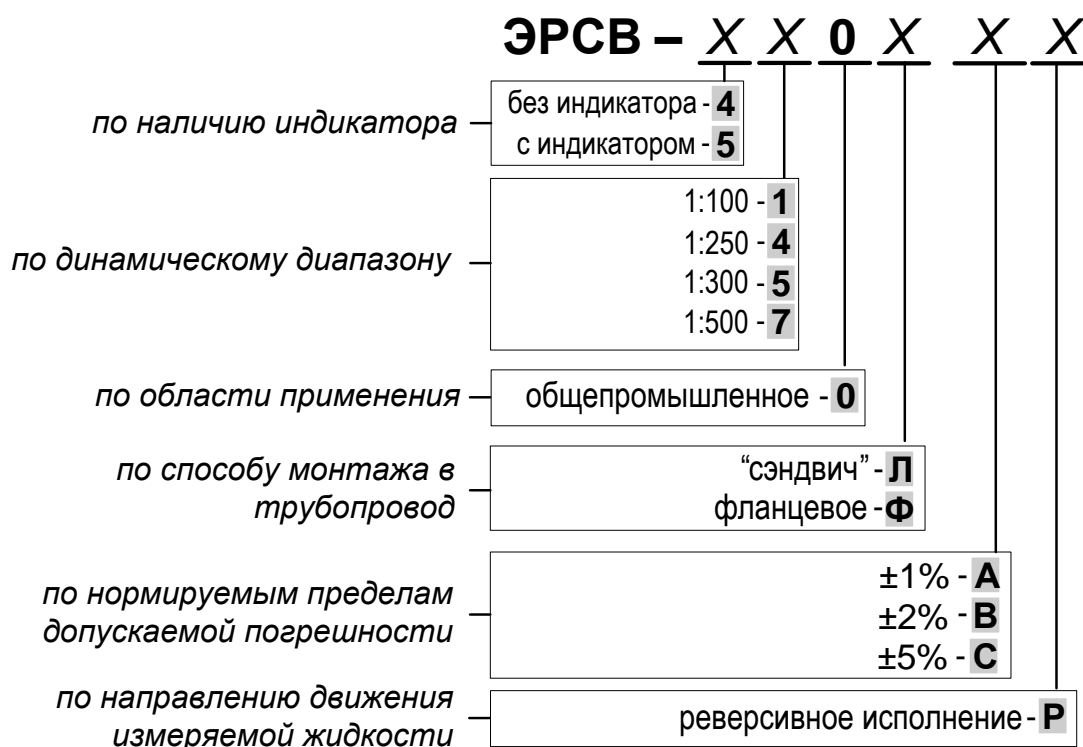 ЭРСВ – Х Х 0 Х Х Х
по наличию индикатора
без индикатора - 4
с индикатором - 5
по динамическому диапазону
1:100 - 1
1:250 - 4
1:300 - 5
1:500 - 7
по области применения
общепромышленное - 0
по способу монтажа в
трубопровод
“сэндвич” - Л
фланцевое - Ф
по нормируемым пределам
допускаемой погрешности
±1% - А
±2% - В
±5% - С
по направлению движения
измеряемой жидкости
реверсивное исполнение - Р